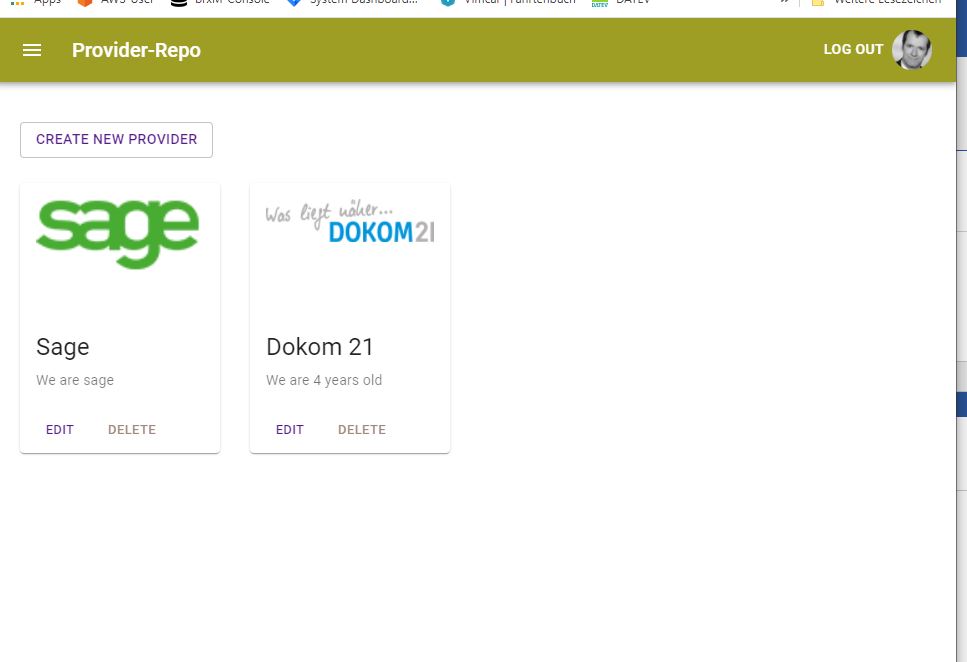 Apps AWS User BrXM-Console System Dashboard... Vimcar | Fahrtenbuch DATEV DATEV » Weitere Lesezeichen
Provider-Repo LOG OUT
CREATE NEW PROVIDER
sage
Was liegt näher...
DOKOM21
Sage
We are sage
EDIT DELETE
Dokom 21
We are 4 years old
EDIT DELETE